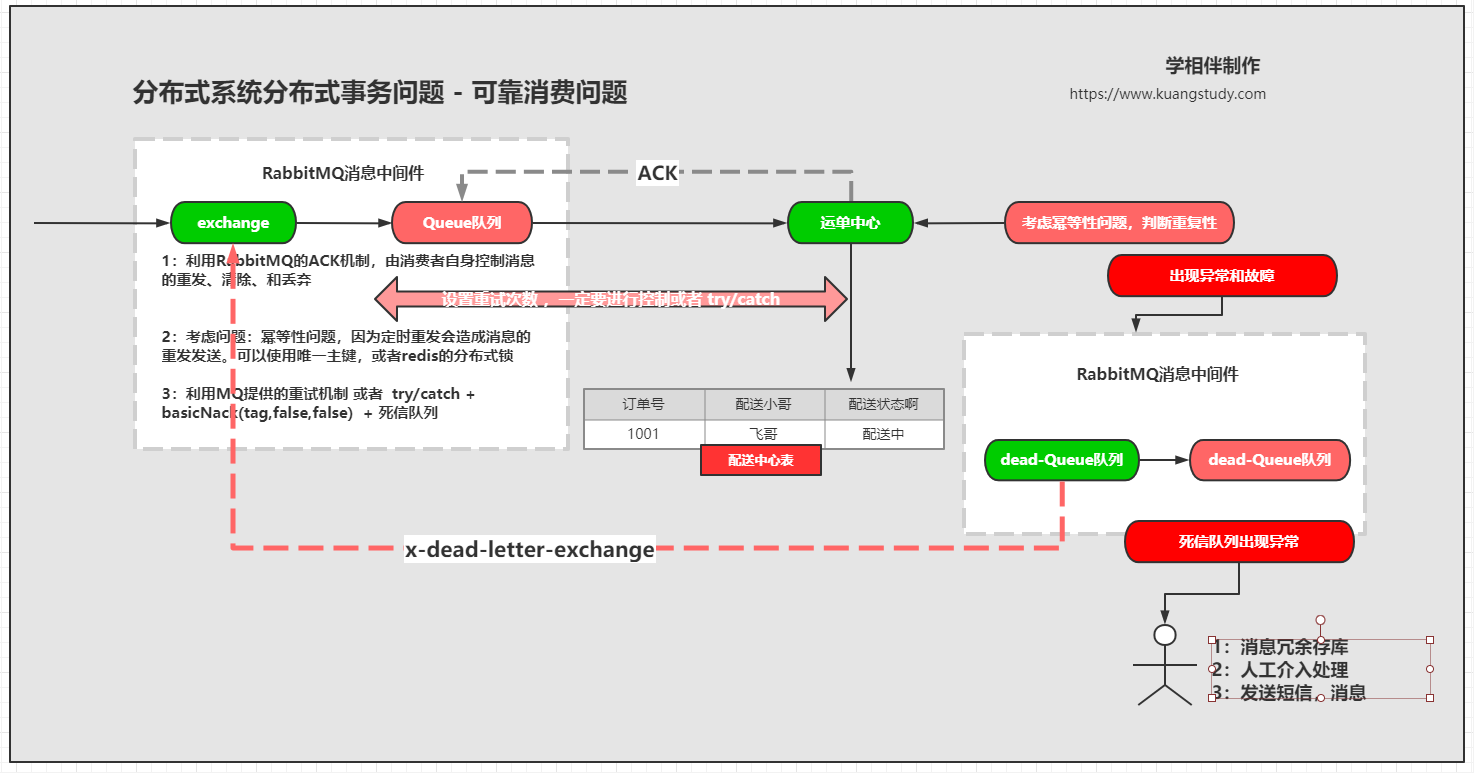 学相伴制作
https://www.kuangstudy.com
分布式系统分布式事务问题 - 可靠消费问题
RabbitMQ消息中间件
ACK
exchange
Queue队列
运单中心
考虑幂等性问题，判断重复性
1：利用RabbitMQ的ACK机制，由消费者自身控制消息
的重发、清除、和丢弃
出现异常和故障
设置重试次数 ，一定要进行控制或者 try/catch
2：考虑问题：幂等性问题，因为定时重发会造成消息的
重发发送。可以使用唯一主键，或者redis的分布式锁
3：利用MQ提供的重试机制 或者 try/catch +
basicNack(tag,false,false) + 死信队列
RabbitMQ消息中间件
订单号 配送小哥 配送状态啊
1001 飞哥 配送中
配送中心表
dead-Queue队列
dead-Queue队列
x-dead-letter-exchange
死信队列出现异常
1：消息冗余存库
2：人工介入处理
3：发送短信，消息